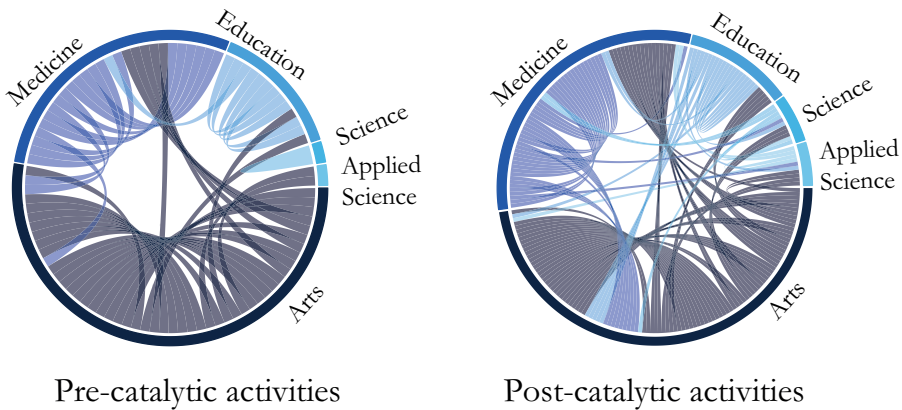 Medicine
Education
Science
Applied
Science
Arts
Pre-catalytic activities
Medicine
Education
Science
Applied
Science
Arts
Post-catalytic activities